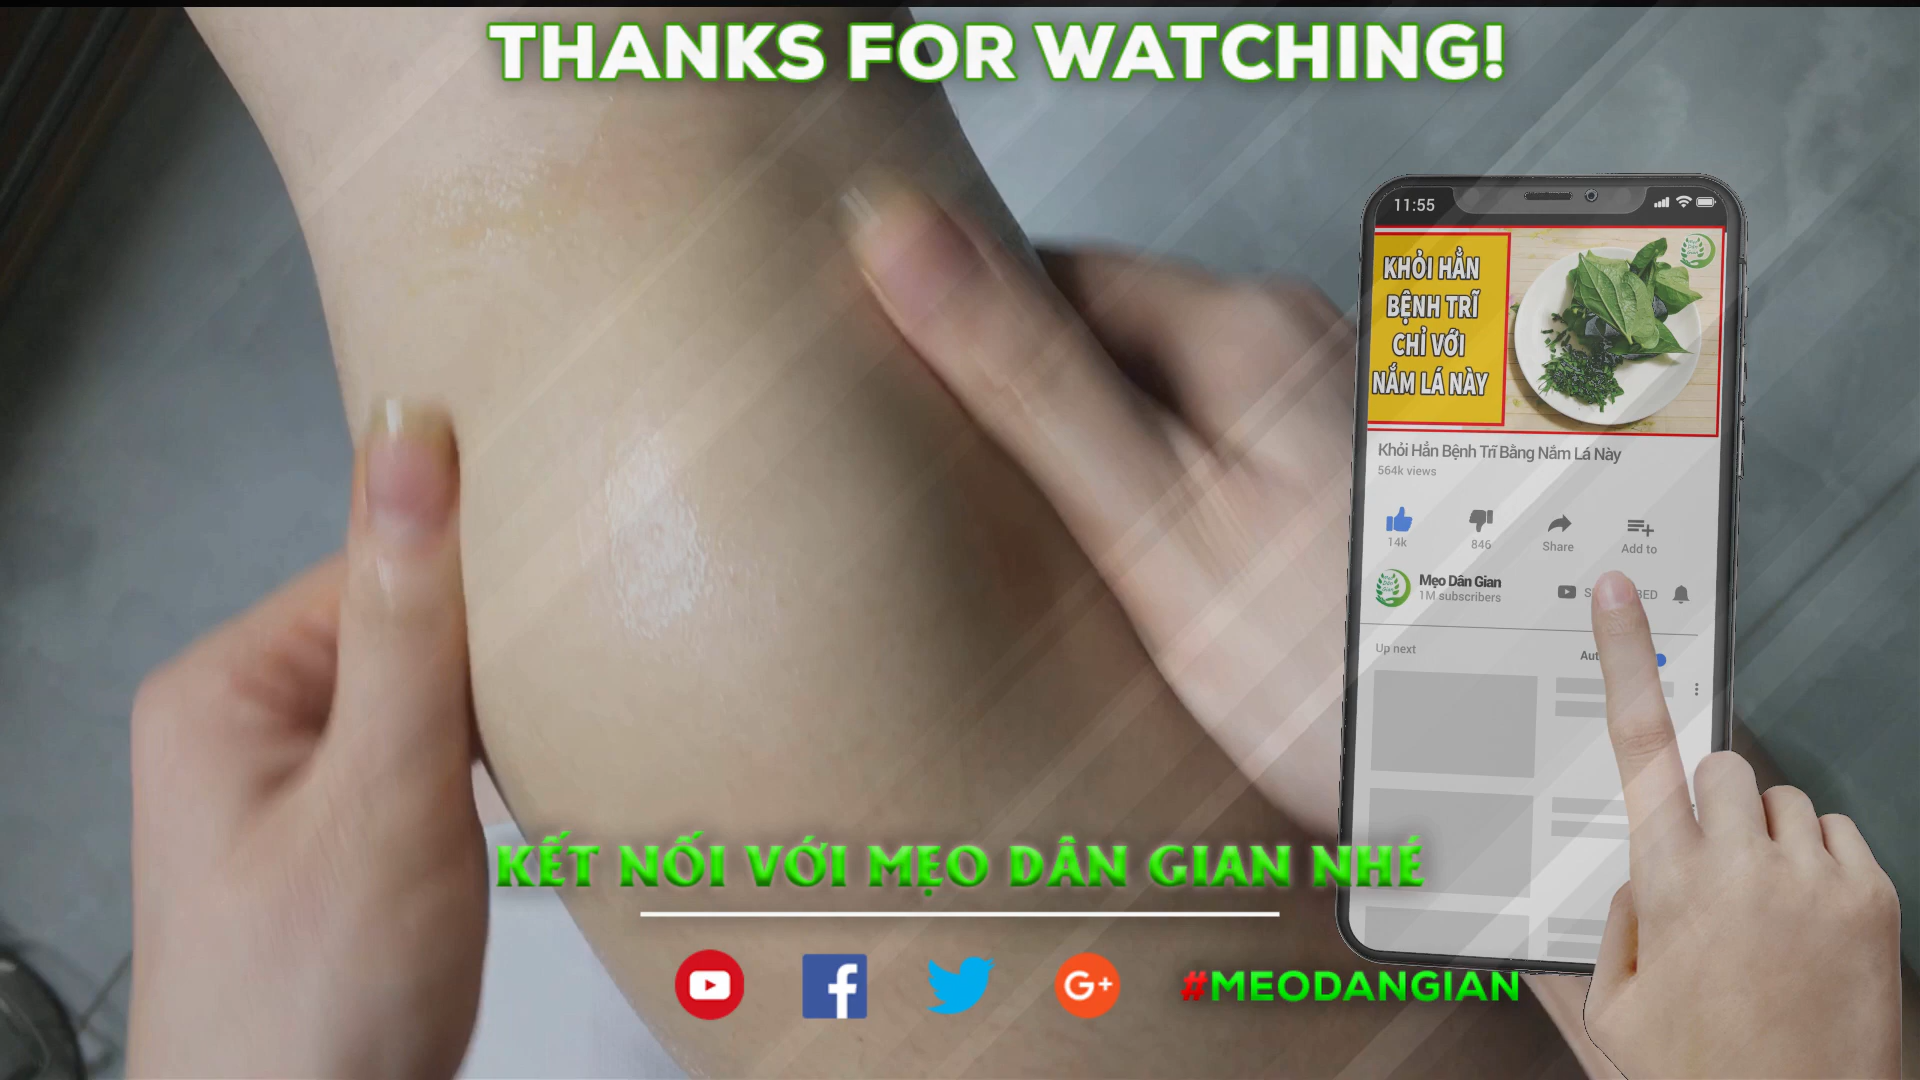 THANKS FOR WATCHING!
11:55
KHỎI HẲN
BỆNH TRĨ
CHỈ VỚI
NẮM LÁ NÀY
Khỏi Hẳn Bệnh Trĩ Bằng Nắm Lá Này
564k views
14k
846
Share
Add to
Mẹo Dân Gian
1M subscribers
Up next
KẾT NỐI VỚI MẸO DÂN GIAN NHÉ
#MEODANGIAN